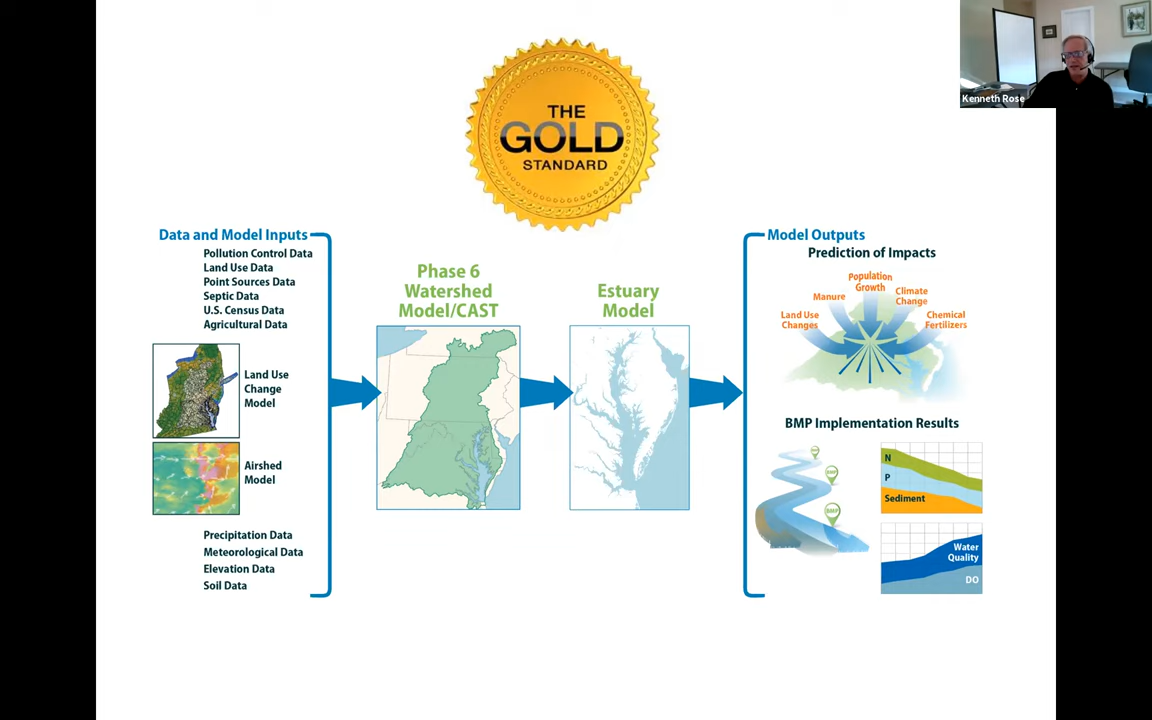 THE
GOLD
STANDARD
Kenneth Rose
Data and Model Inputs
Pollution Control Data
Land Use Data
Point Sources Data
Septic Data
U.S. Census Data
Agricultural Data
Land Use
Change
Model
Airshed
Model
Precipitation Data
Meteorological Data
Elevation Data
Soil Data
Phase 6
Watershed
Model/CAST
Estuary
Model
Model Outputs
Prediction of Impacts
Population
Growth
Manure
Climate
Change
Land Use
Changes
Chemical
Fertilizers
BMP Implementation Results
BMP
BMP
BMP
N
P
Sediment
Water
Quality
DO